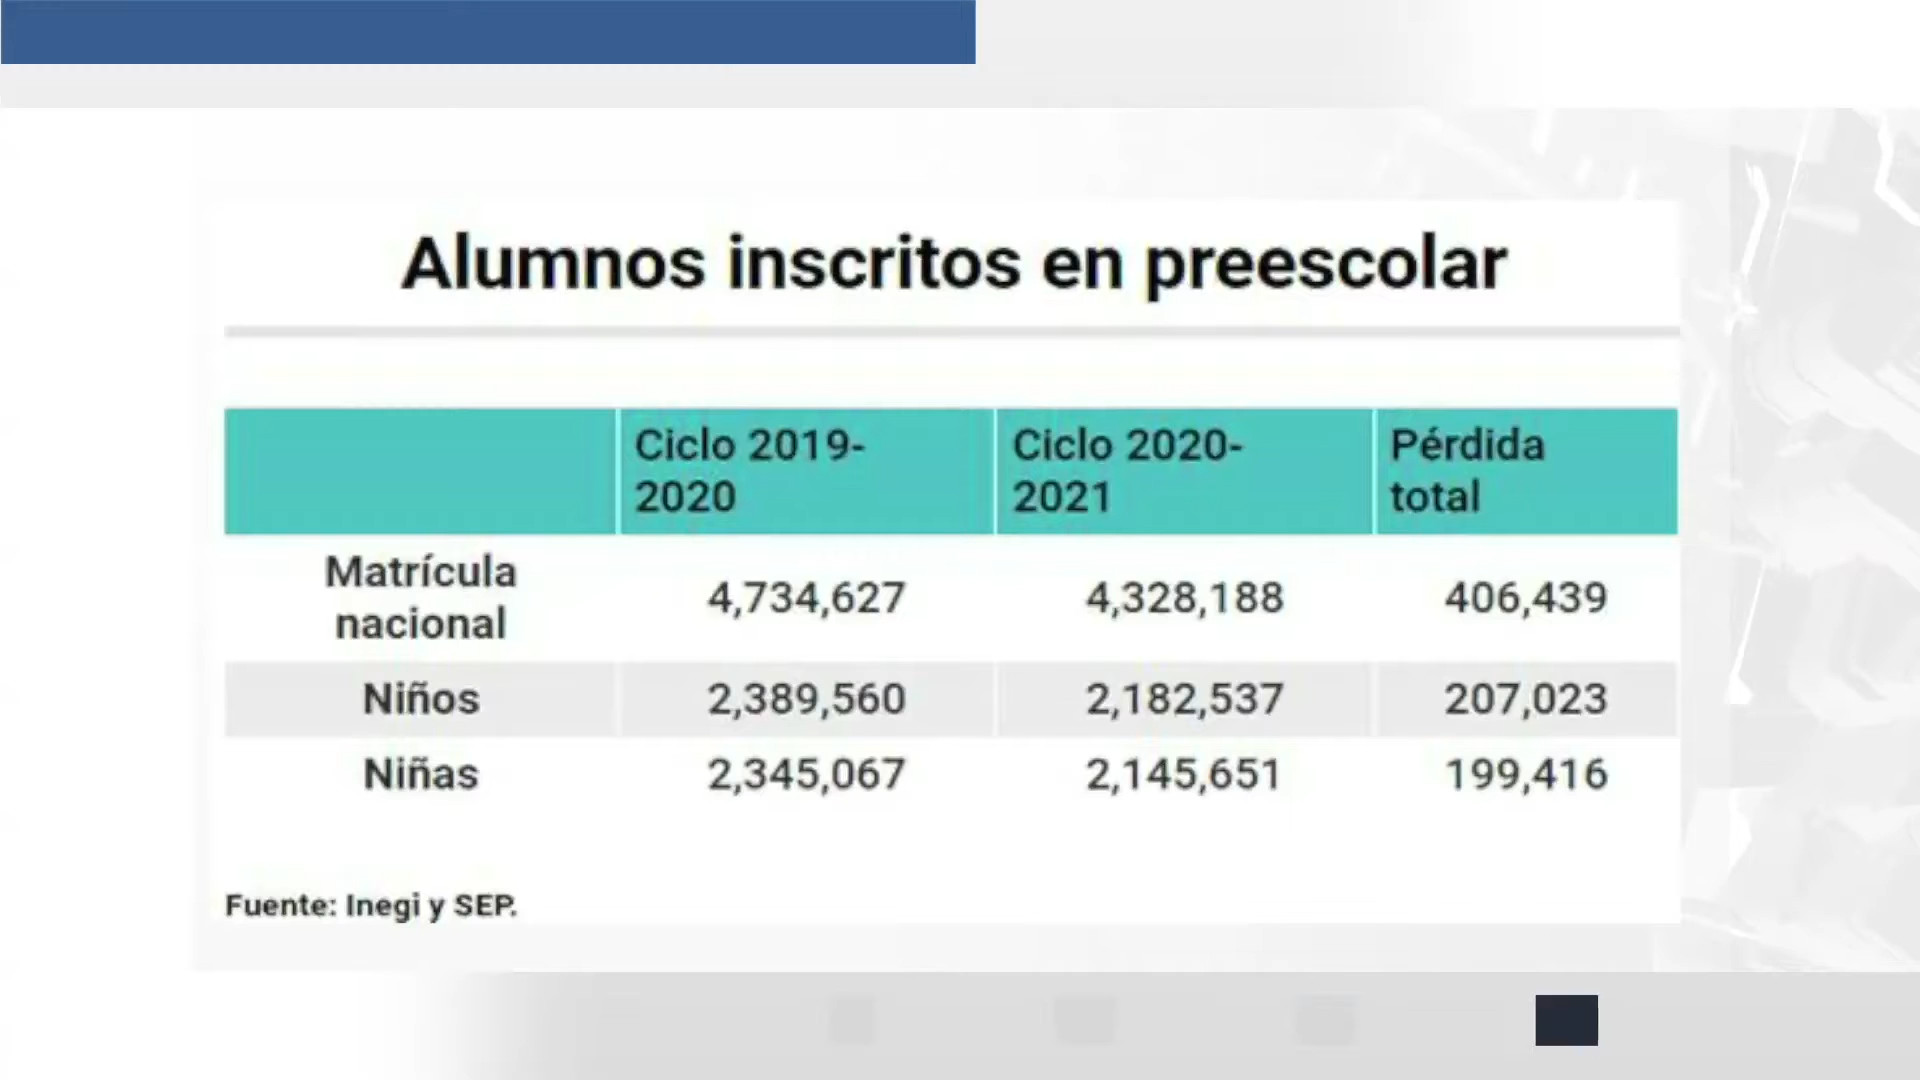 Alumnos inscritos en preescolar
Ciclo 2019-
2020
Ciclo 2020-
2021
Pérdida
total
Matrícula
nacional
4,734,627
4,328,188
406,439
Niños
2,389,560
2,182,537
207,023
Niñas
2,345,067
2,145,651
199,416
Fuente: Inegi y SEP.